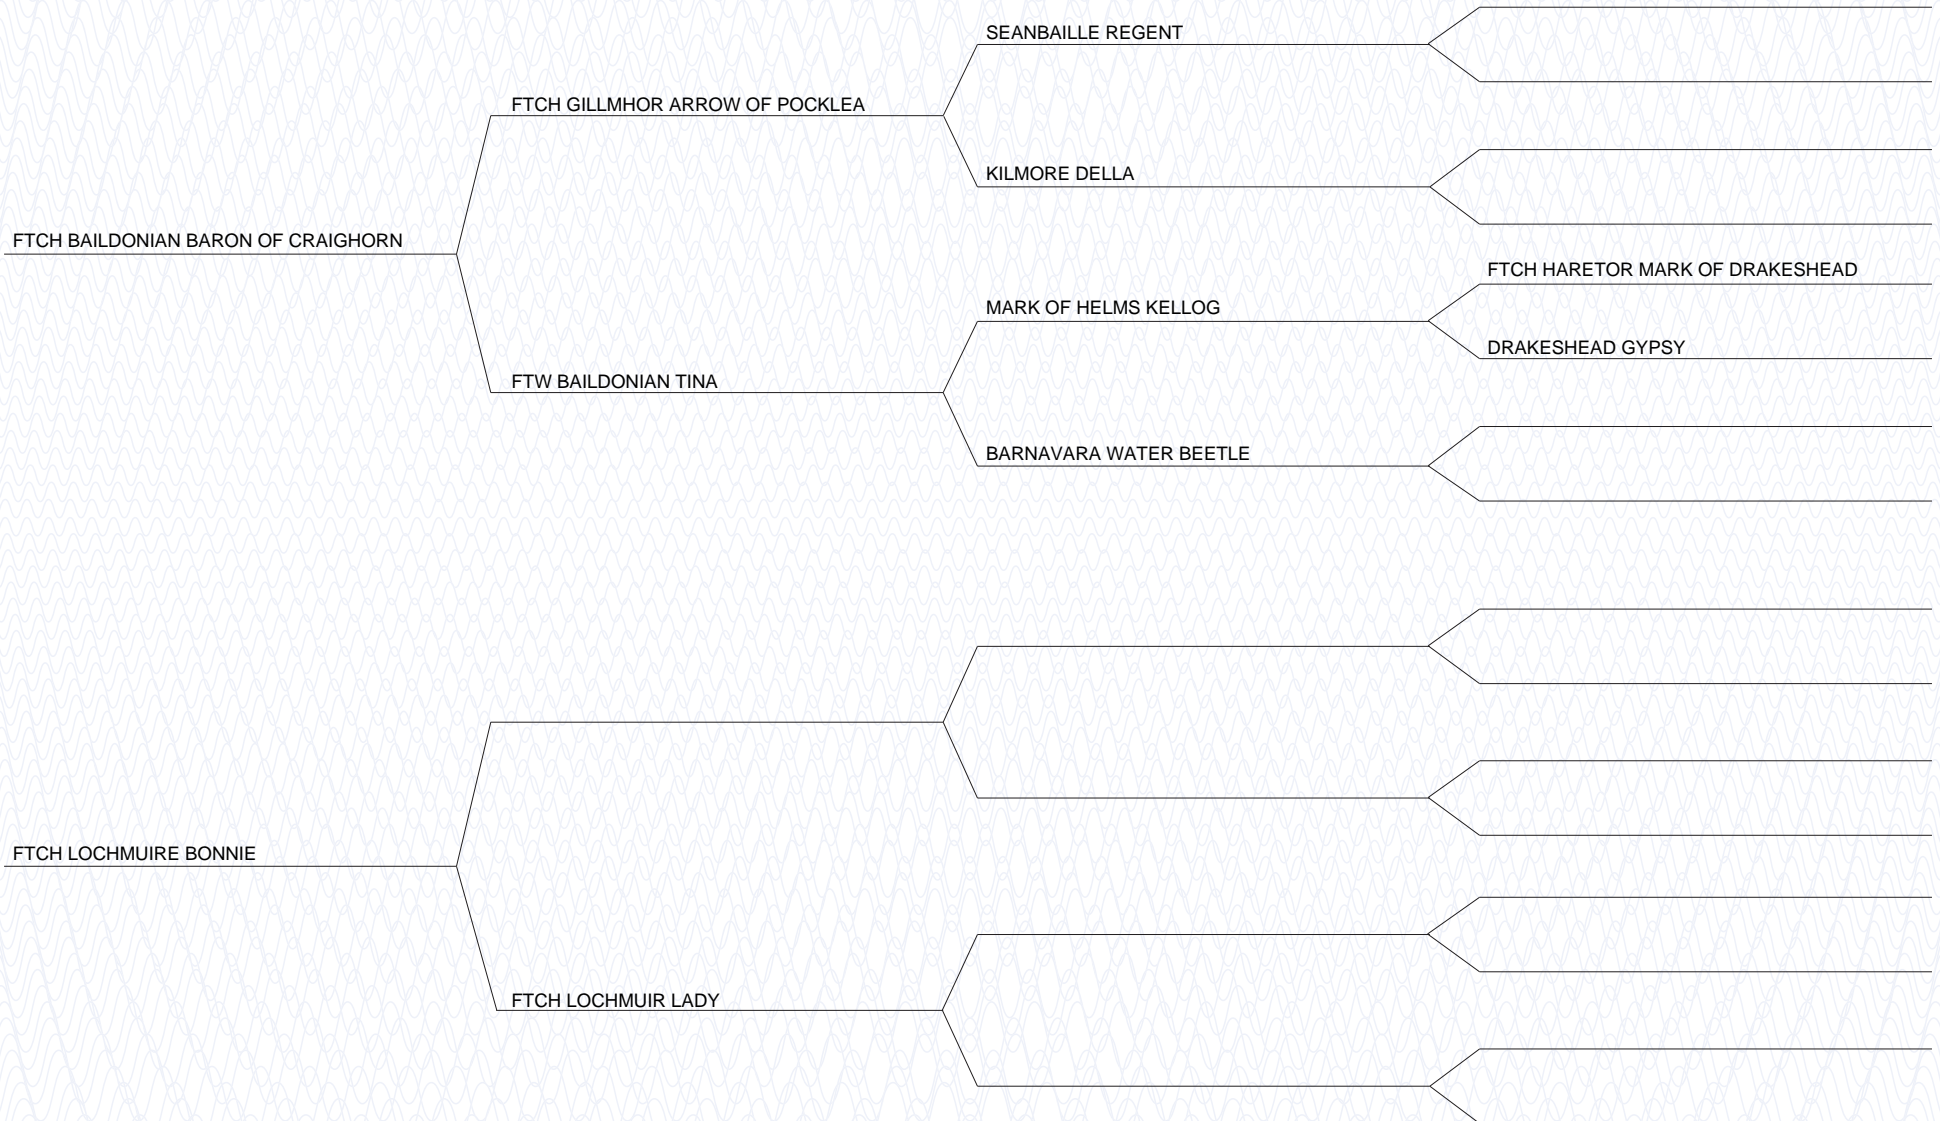 SEANBAILLE REGENT
FTCH GILLMHOR ARROW OF POCKLEA
KILMORE DELLA
FTCH BAILDONIAN BARON OF CRAIGHORN
FTCH HARETOR MARK OF DRAKESHEAD
MARK OF HELMS KELLOG
DRAKESHEAD GYPSY
FTW BAILDONIAN TINA
BARNAVARA WATER BEETLE
FTCH LOCHMUIRE BONNIE
FTCH LOCHMUIR LADY